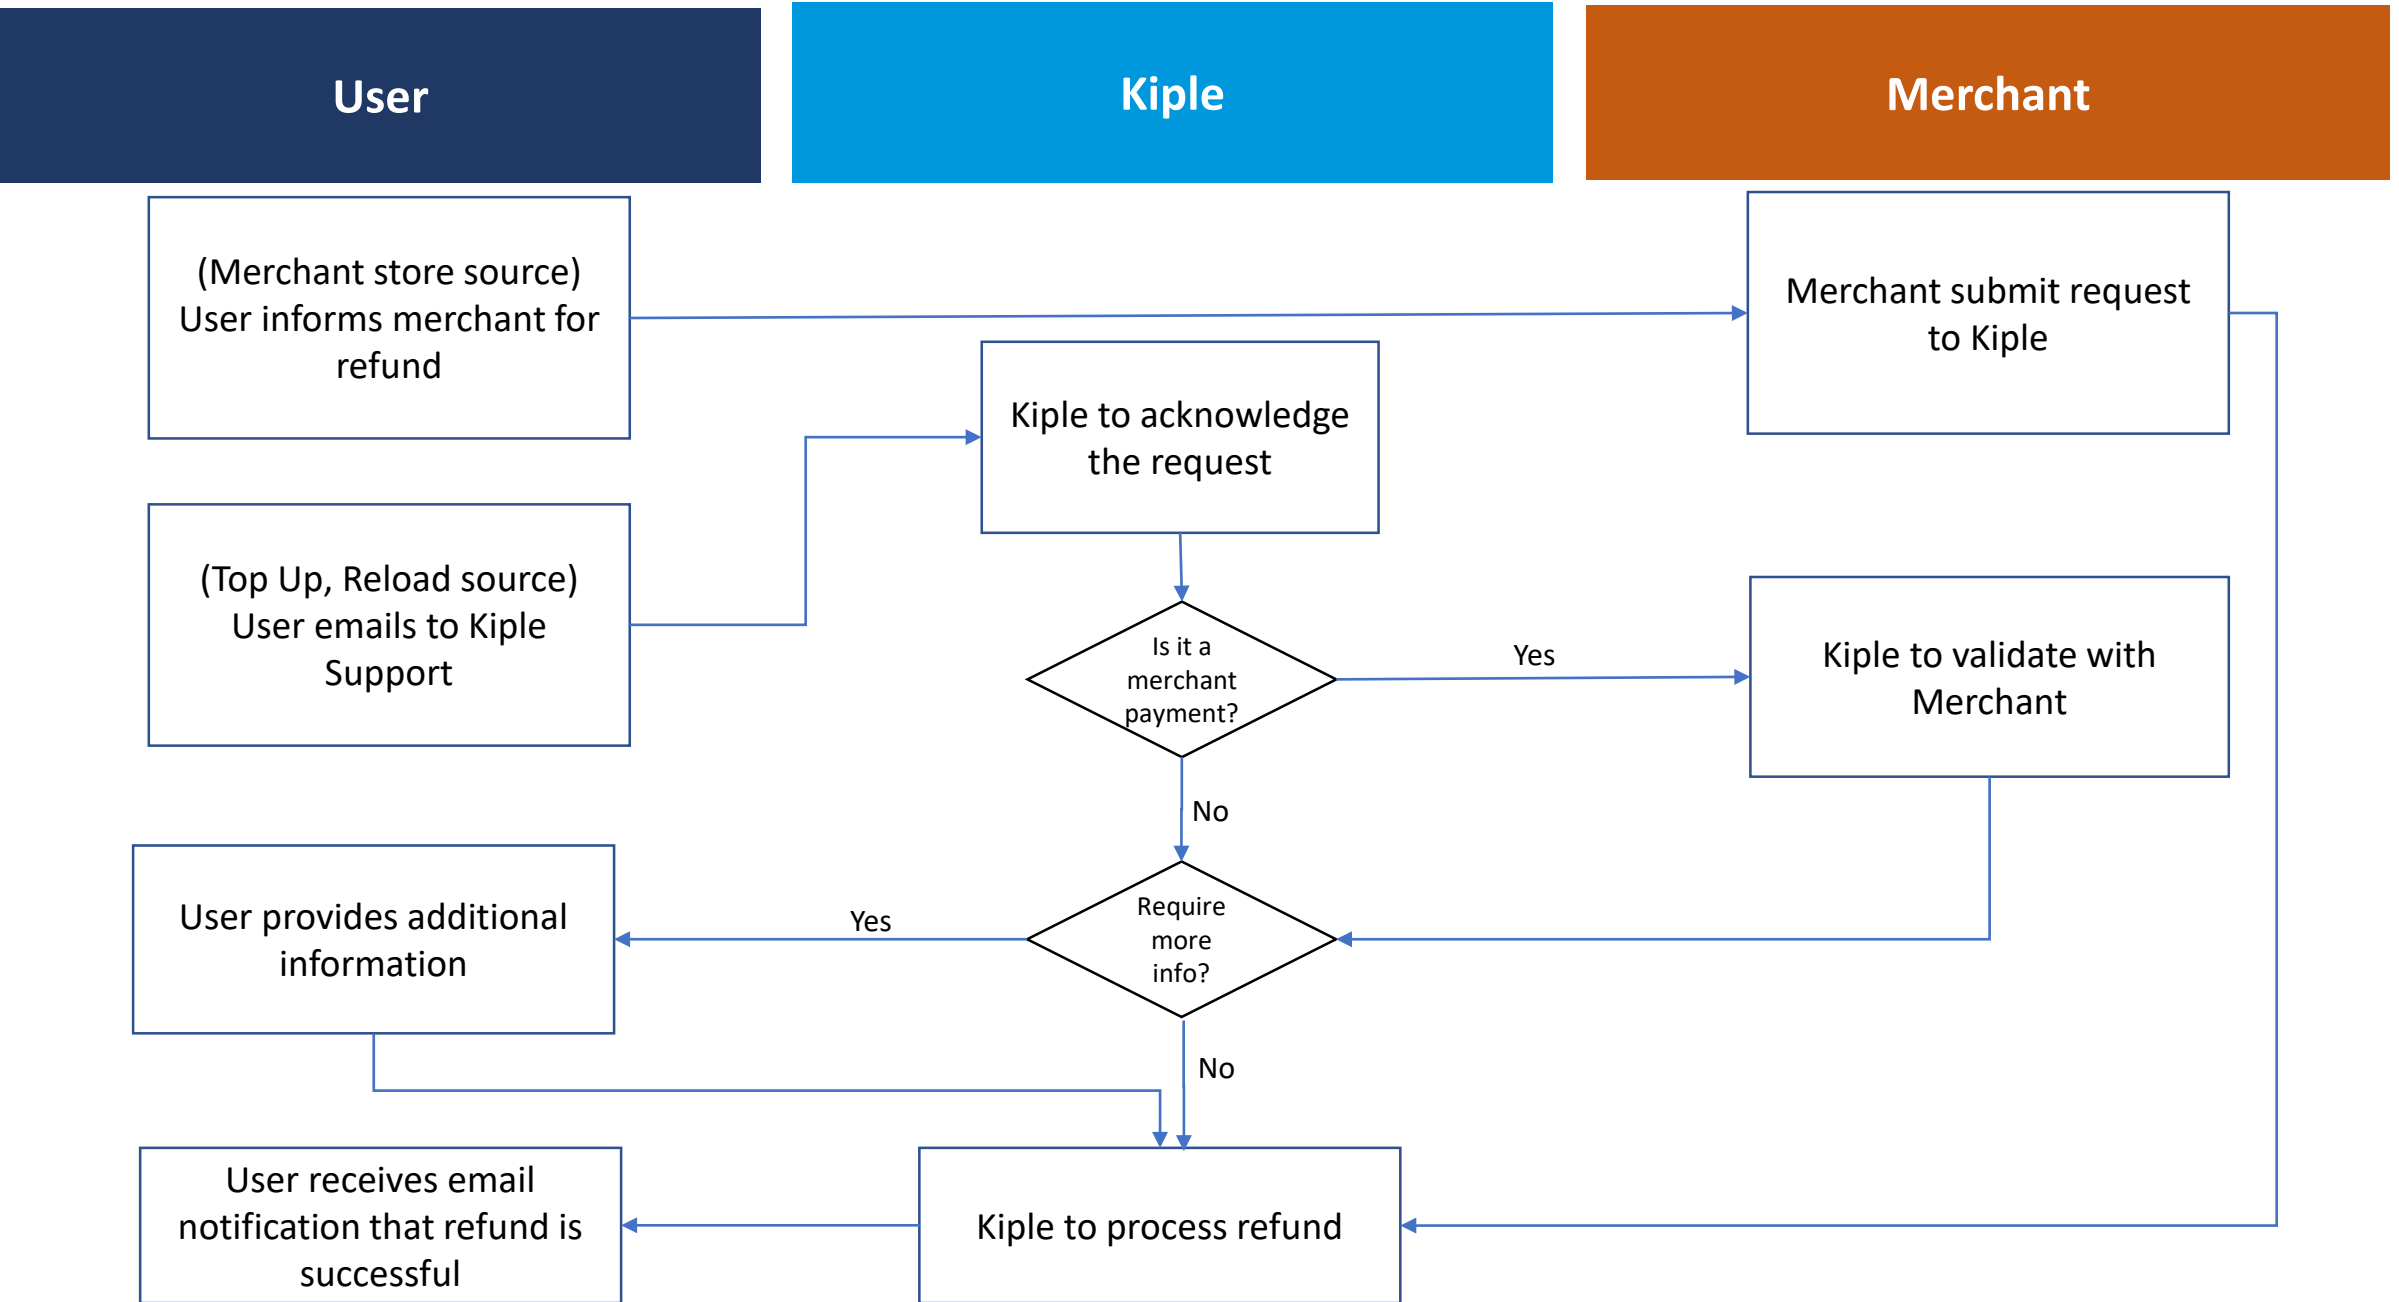 User
Kiple
Merchant
(Merchant store source)
User informs merchant for
refund
Merchant submit request
to Kiple
Kiple to acknowledge
the request
(Top Up, Reload source)
User emails to Kiple
Support
Is it a
merchant
payment?
Yes
Kiple to validate with
Merchant
No
User provides additional
information
Yes
Require
more
info?
No
User receives email
notification that refund is
successful
Kiple to process refund